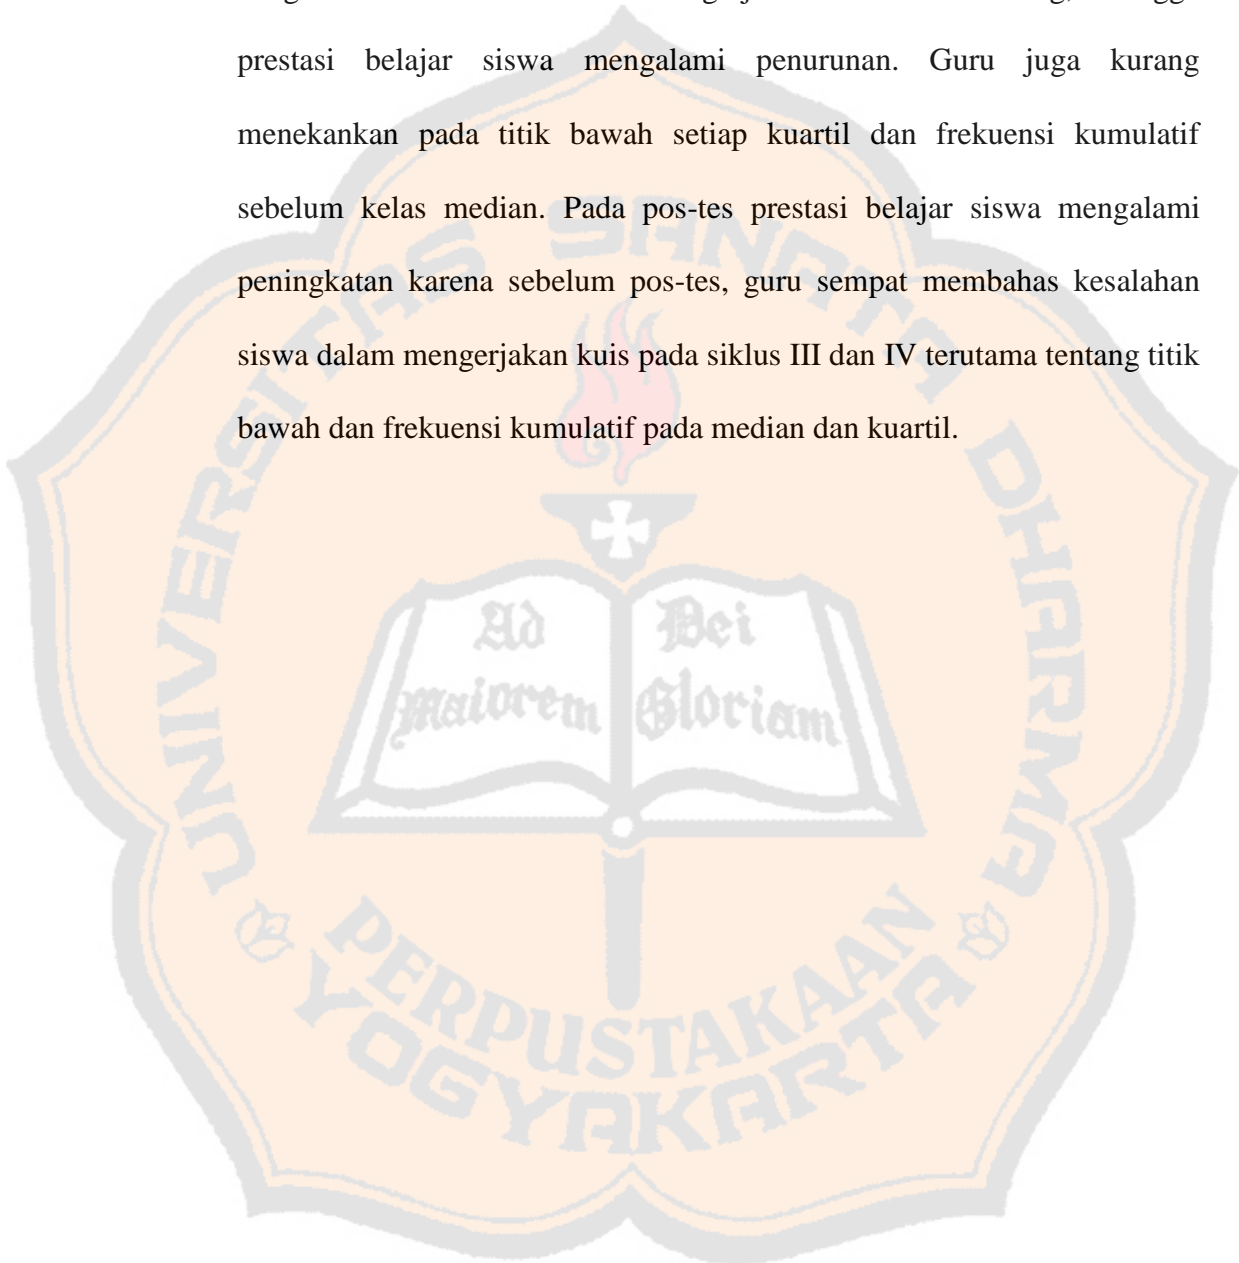 prestasi belajar siswa mengalami penurunan. Guru juga kurang
menekankan pada titik bawah setiap kuartil dan frekuensi kumulatif
sebelum kelas median. Pada pos-tes prestasi belajar siswa mengalami
peningkatan karena sebelum pos-tes, guru sempat membahas kesalahan
siswa dalam mengerjakan kuis pada siklus III dan IV terutama tentang titik
bawah dan frekuensi kumulatif pada median dan kuartil.
UNIVERSITAS SANATA DHARMA
Ad Dei
Maiorem Gloriam
PERPUSTAKAAN
YOGYAKARTA